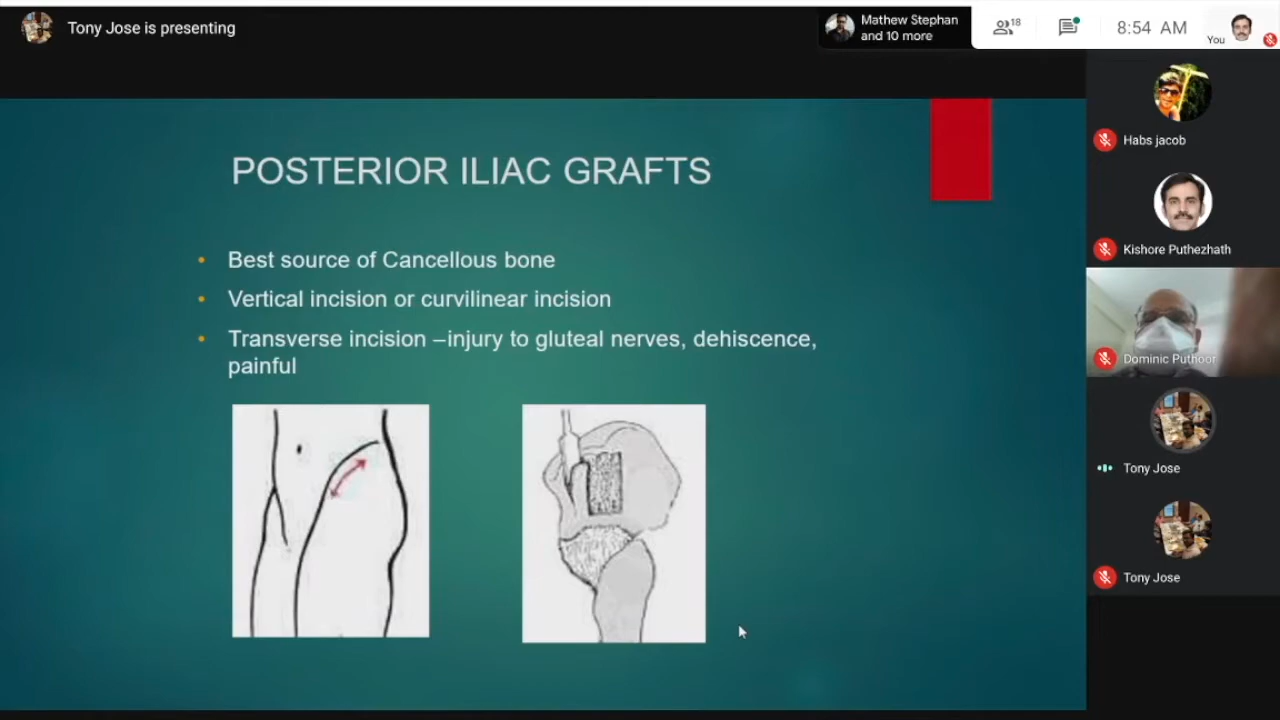 Tony Jose is presenting
Mathew Stephan
and 10 more
18
8:54 AM
You
POSTERIOR ILIAC GRAFTS
• Best source of Cancellous bone
• Vertical incision or curvilinear incision
• Transverse incision –injury to gluteal nerves, dehiscence,
painful
Habs jacob
Kishore Puthezhath
Dominic Puthoor
Tony Jose
Tony Jose